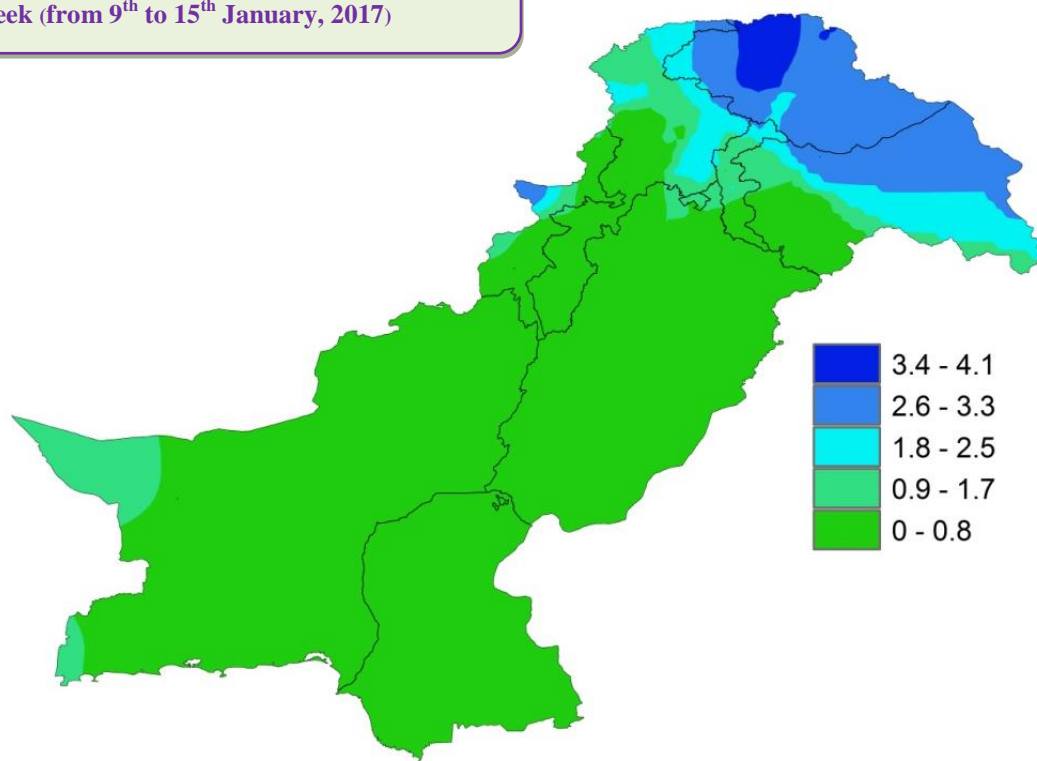 (from 9th to 15th January, 2017)
3.4 - 4.1
2.6 - 3.3
1.8 - 2.5
0.9 - 1.7
0 - 0.8